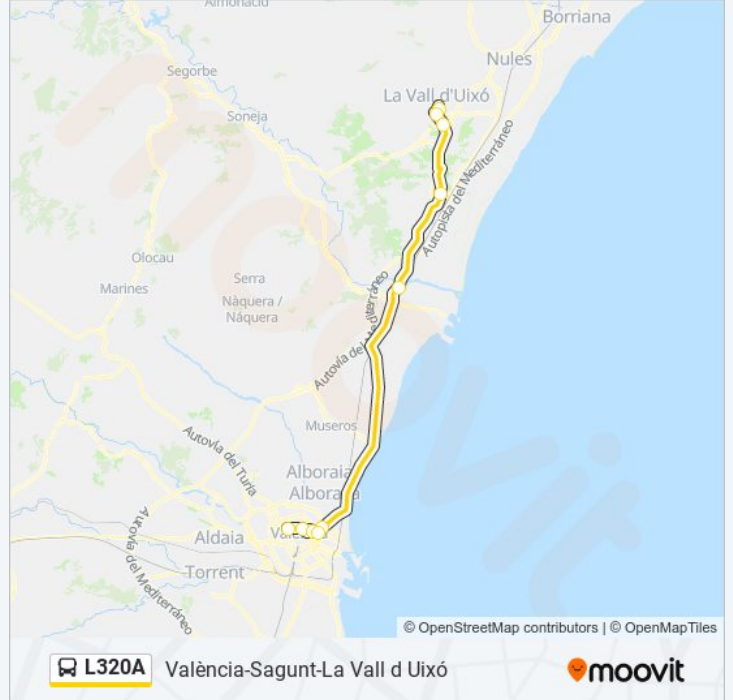 Almonacid
Borriana
Nules
Segorbe
La Vall d'Uixó
Soneja
Autopista del Mediterráneo
Olocau
Serra
Marines
Nàquera /
Náquera
Autovía del Mediterráneo
Museros
Autovía del Turia
Alboraia
Alboraya
Aldaia
Torrent
Autovía del Mediterráneo
moovit
© OpenStreetMap contributors | © OpenMapTiles
L320A València-Sagunt-La Vall d Uixó
moovit